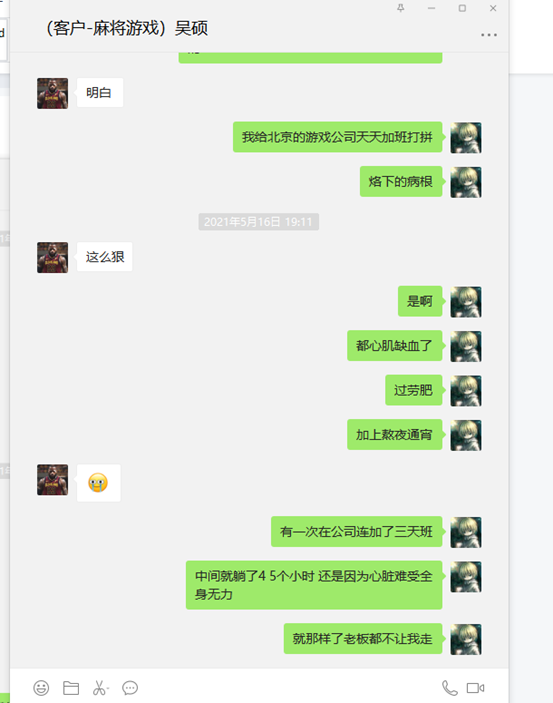 （客户-麻将游戏）吴硕
明白
我给北京的游戏公司天天加班打拼
烙下的病根
2021年5月16日 19:11
这么狠
是啊
都心肌缺血了
过劳肥
加上熬夜通宵
有一次在公司连加了三天班
中间就躺了4 5个小时 还是因为心脏难受全
身无力
就那样了老板都不让我走